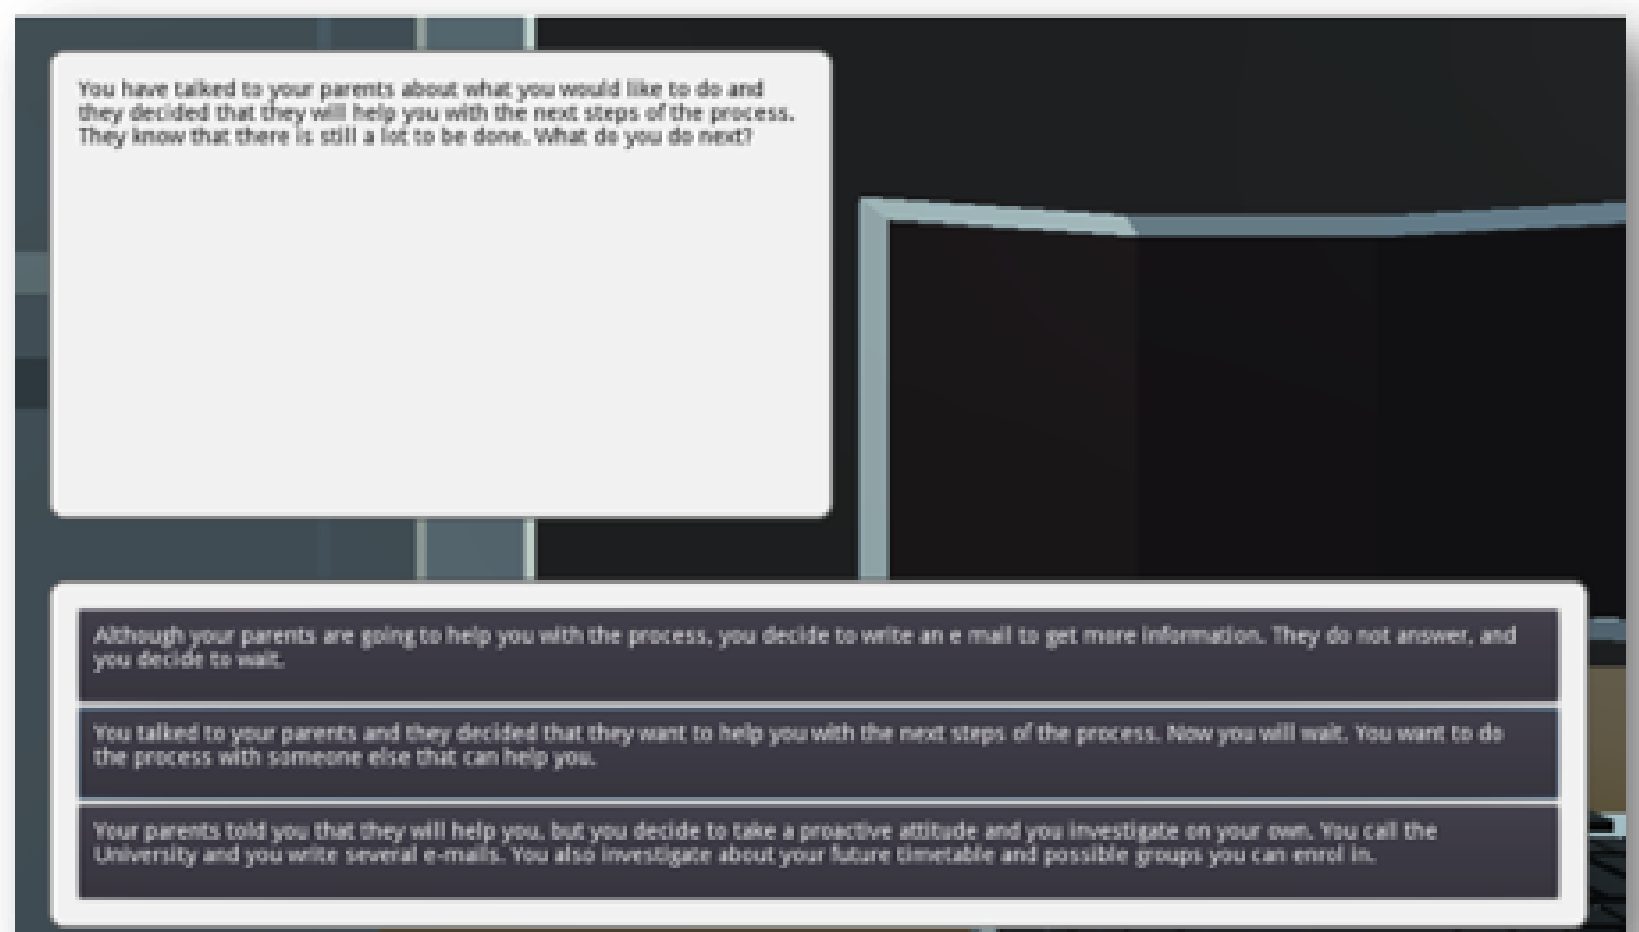 You have talked to your parents about what you would like to do and
they decided that they will help you with the next steps of the process.
They know that there is still a lot to be done. What do you do next?
Although your parents are going to help you with the process, you decide to write an e mail to get more information. They do not answer, and
you decide to wait.
You talked to your parents and they decided that they want to help you with the next steps of the process. Now you will wait. You want to do
the process with someone else that can help you.
Your parents told you that they will help you, but you decide to take a proactive attitude and you investigate on your own. You call the
University and you write several e-mails. You also investigate about your future timetable and possible groups you can enrol in.